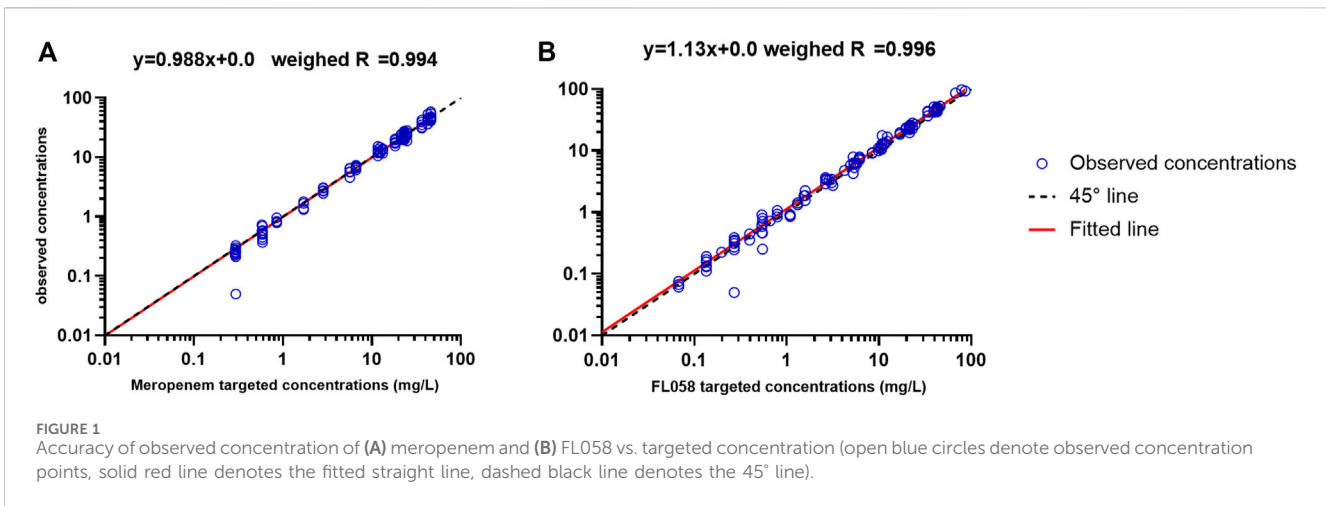 A
y=0.988x+0.0 weighed R =0.994
100
10
1
0.1
0.01
observed concentrations
0.01 0.1 1 10 100
Meropenem targeted concentrations (mg/L)
B
y=1.13x+0.0 weighed R =0.996
100
10
1
0.1
0.01
0.01 0.1 1 10 100
FL058 targeted concentrations (mg/L)
Observed concentrations
45° line
Fitted line
FIGURE 1
Accuracy of observed concentration of (A) meropenem and (B) FL058 vs. targeted concentration (open blue circles denote observed concentration
points, solid red line denotes the fitted straight line, dashed black line denotes the 45° line).